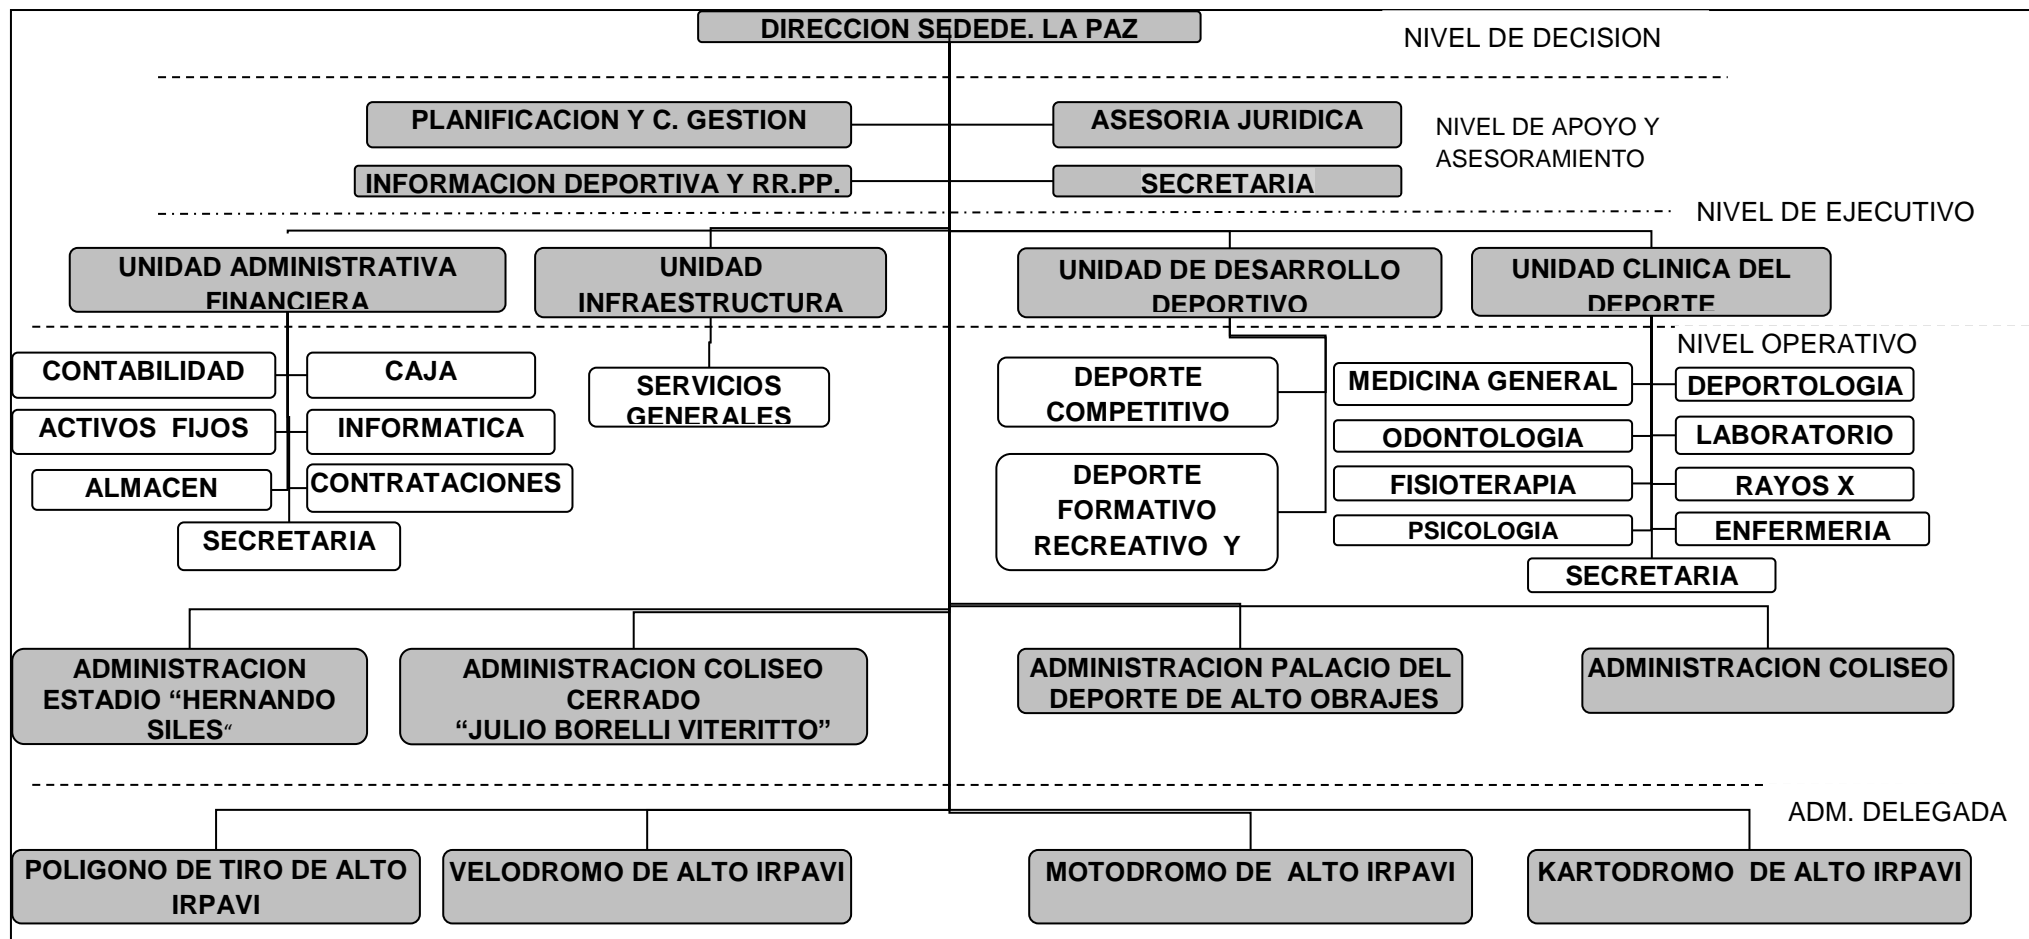 DIRECCION SEDEDE. LA PAZ
NIVEL DE DECISION
PLANIFICACION Y C. GESTION
ASESORIA JURIDICA
NIVEL DE APOYO Y
ASESORAMIENTO
INFORMACION DEPORTIVA Y RR.PP.
SECRETARIA
NIVEL DE EJECUTIVO
UNIDAD ADMINISTRATIVA
FINANCIERA
UNIDAD
INFRAESTRUCTURA
UNIDAD DE DESARROLLO
DEPORTIVO
UNIDAD CLINICA DEL
DEPORTE
NIVEL OPERATIVO
CONTABILIDAD
CAJA
ACTIVOS  FIJOS
INFORMATICA
ALMACEN
CONTRATACIONES
SECRETARIA
SERVICIOS
GENERALES
DEPORTE
COMPETITIVO
DEPORTE
FORMATIVO
RECREATIVO  Y
MEDICINA GENERAL
DEPORTOLOGIA
ODONTOLOGIA
LABORATORIO
FISIOTERAPIA
RAYOS X
PSICOLOGIA
ENFERMERIA
SECRETARIA
ADMINISTRACION
ESTADIO “HERNANDO
SILES“
ADMINISTRACION COLISEO
CERRADO
“JULIO BORELLI VITERITTO”
ADMINISTRACION PALACIO DEL
DEPORTE DE ALTO OBRAJES
ADMINISTRACION COLISEO
ADM. DELEGADA
POLIGONO DE TIRO DE ALTO
IRPAVI
VELODROMO DE ALTO IRPAVI
MOTODROMO DE  ALTO IRPAVI
KARTODROMO  DE ALTO IRPAVI